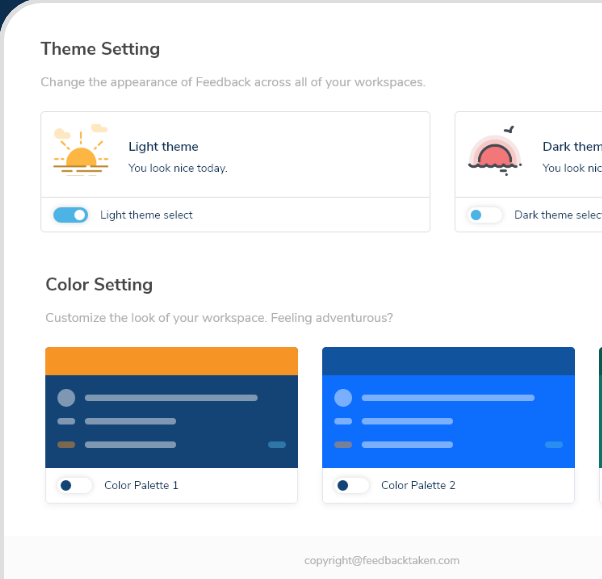 Theme Setting
Change the appearance of Feedback across all of your workspaces.
Light theme
You look nice today.
Light theme select
Dark them
You look nic
Dark theme selec
Color Setting
Customize the look of your workspace. Feeling adventurous?
Color Palette 1
Color Palette 2
copyright@feedbacktaken.com